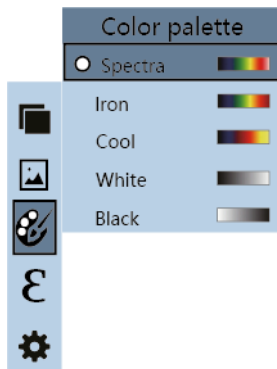 Color palette
Spectra
Iron
Cool
White
Black
ε